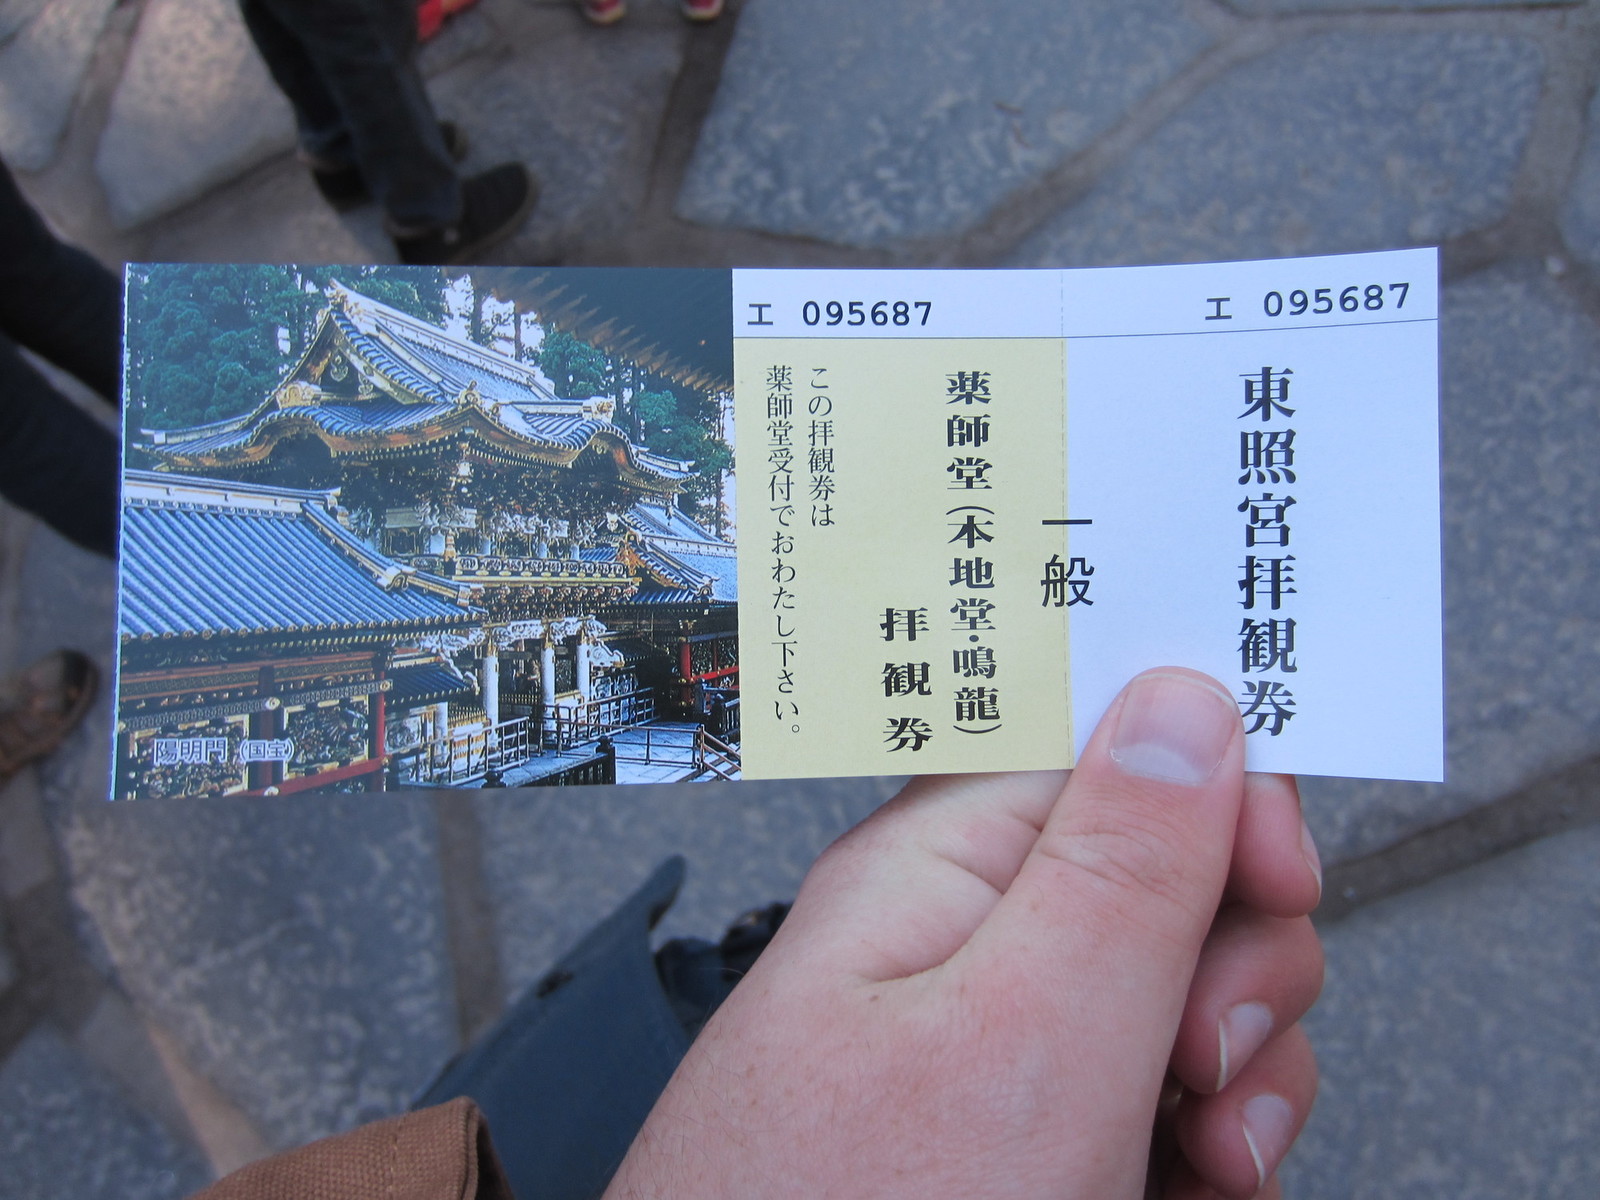 工 095687
工 095687
東照宮拝観券
一般
薬師堂(本地堂・鳴龍)
拝観券
この拝観券は
薬師堂受付でおわたし下さい。
陽明門(国宝)